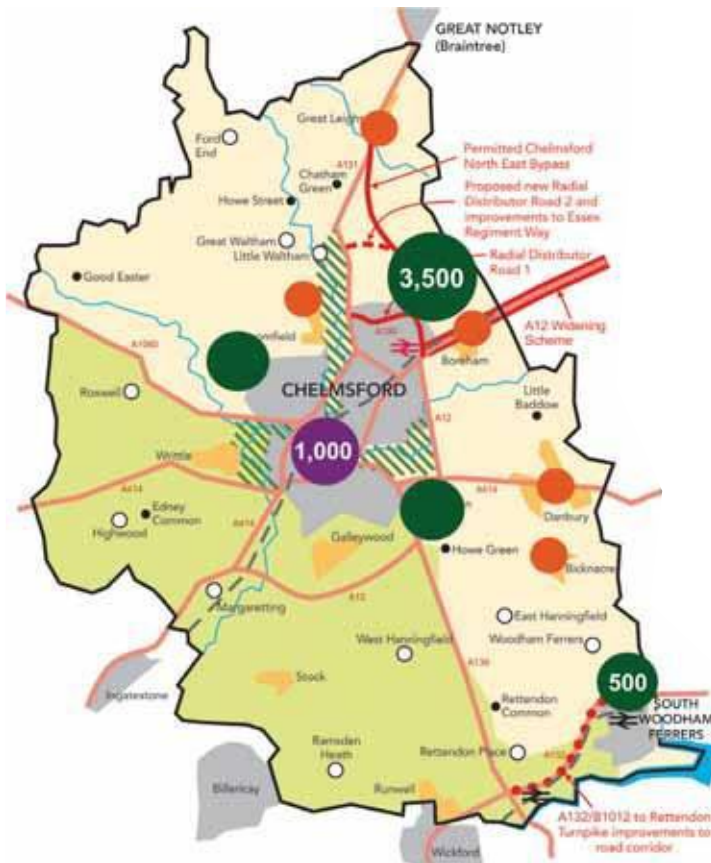 GREAT NOTLEY
(Braintree)
Ford
End
A131
Chatham
Green
Howe Street
Great Waltham
Little Waltham
Good Easter
Permitted Chelmsford
North East Bypass
Proposed new Radial
Distributor Road 2 and
improvements to Essex
Regiment Way
Radial Distributor
Road 1
3,500
A12 Widening
Scheme
A1060
Boreham
Roxwell
CHELMSFORD
Little
Baddow
A12
1,000
Writtle
A414
A414
Edney
Common
Highwood
A414
Galleywood
Danbury
Howe Green
Bicknacre
Margaretting
A12
East Hanningfield
West Hanningfield
Woodham Ferrers
A130
Ingatestone
Stock
500
SOUTH
WOODHAM
FERRERS
Rettendon
Common
Ramsden
Heath
Rettendon Place
Billericay
Runwell
A132/B1012 to Rettendon
Turnpike improvements to
road corridor
Wickford